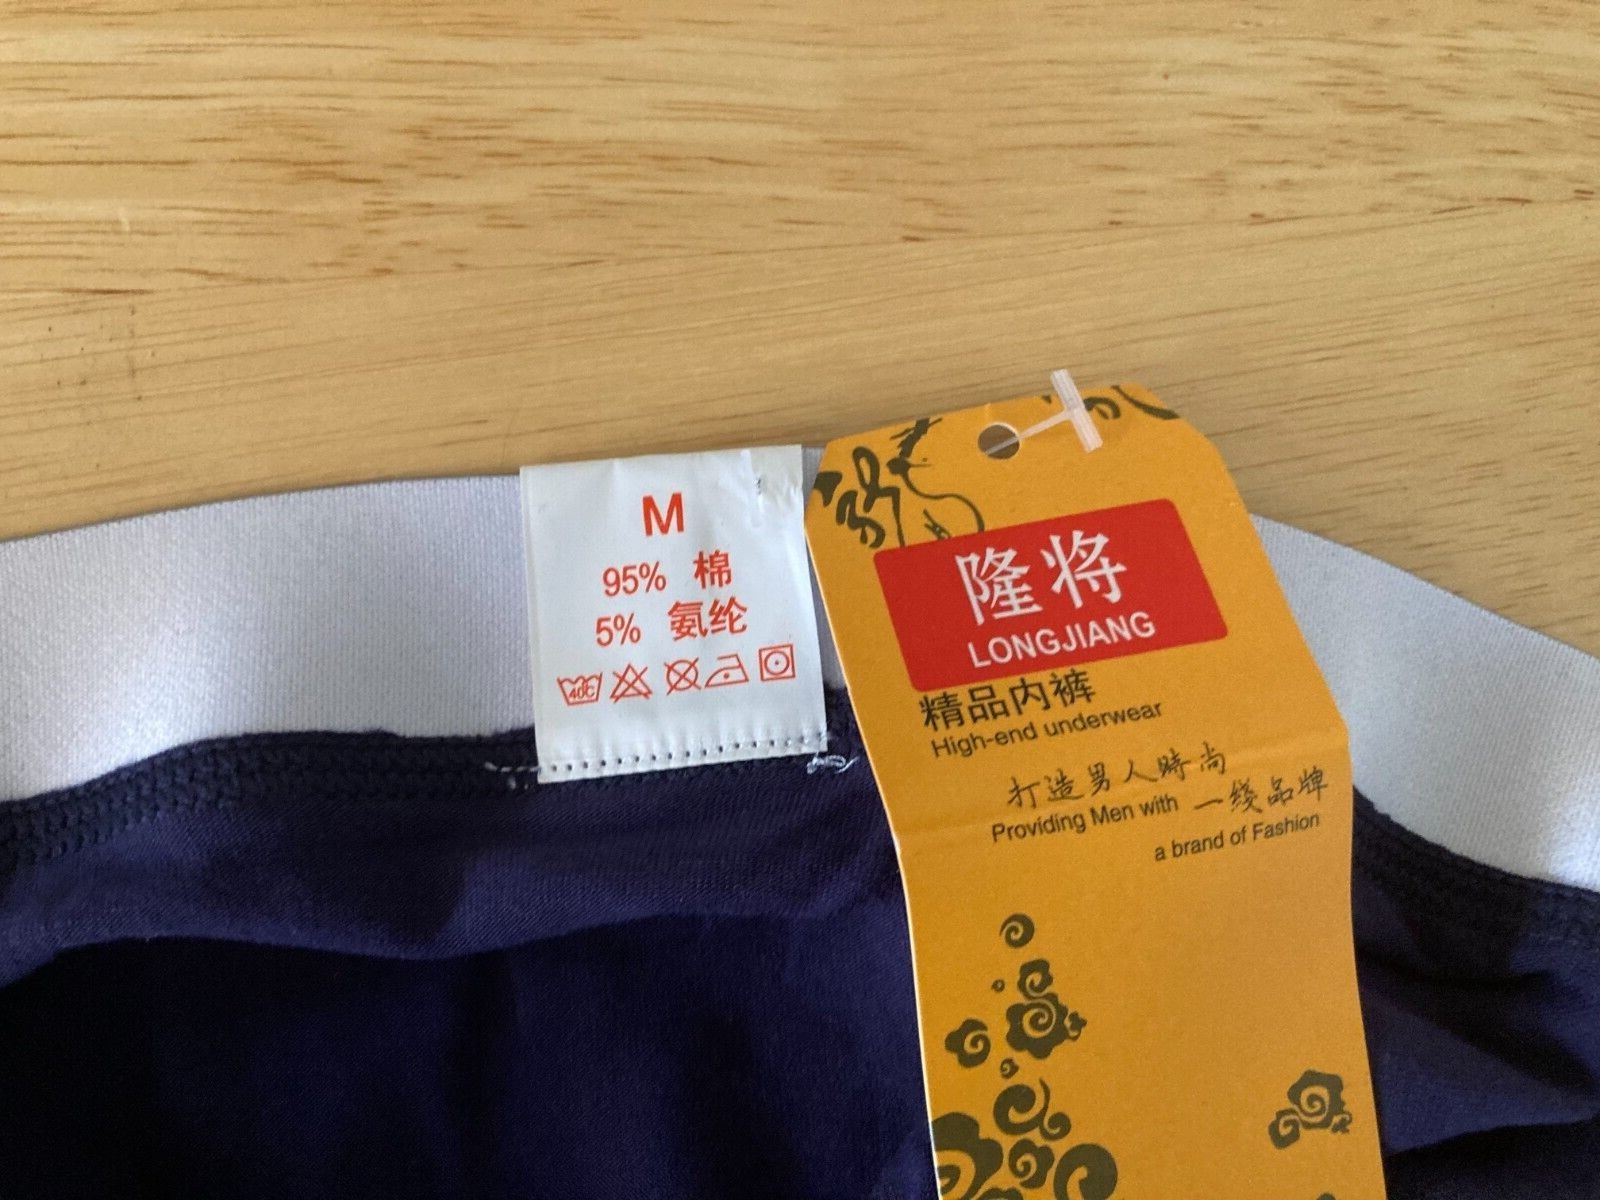 M
95% 棉
5% 氨纶
40℃
隆将
LONGJIANG
精品内裤
High-end underwear
打造男人時尚
Providing Men with 一线品牌
a brand of Fashion